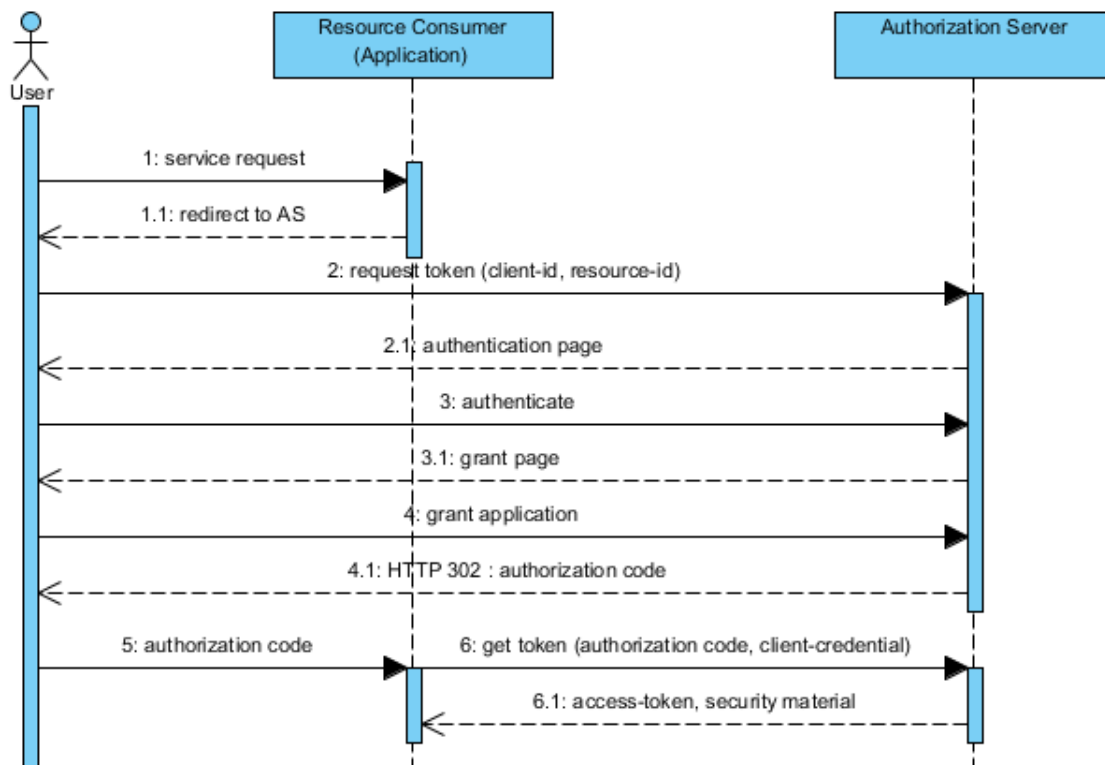 Resource Consumer
(Application)
Authorization Server
User
1: service request
1.1: redirect to AS
2: request token (client-id, resource-id)
2.1: authentication page
3: authenticate
3.1: grant page
4: grant application
4.1: HTTP 302 : authorization code
5: authorization code
6: get token (authorization code, client-credential)
6.1: access-token, security material